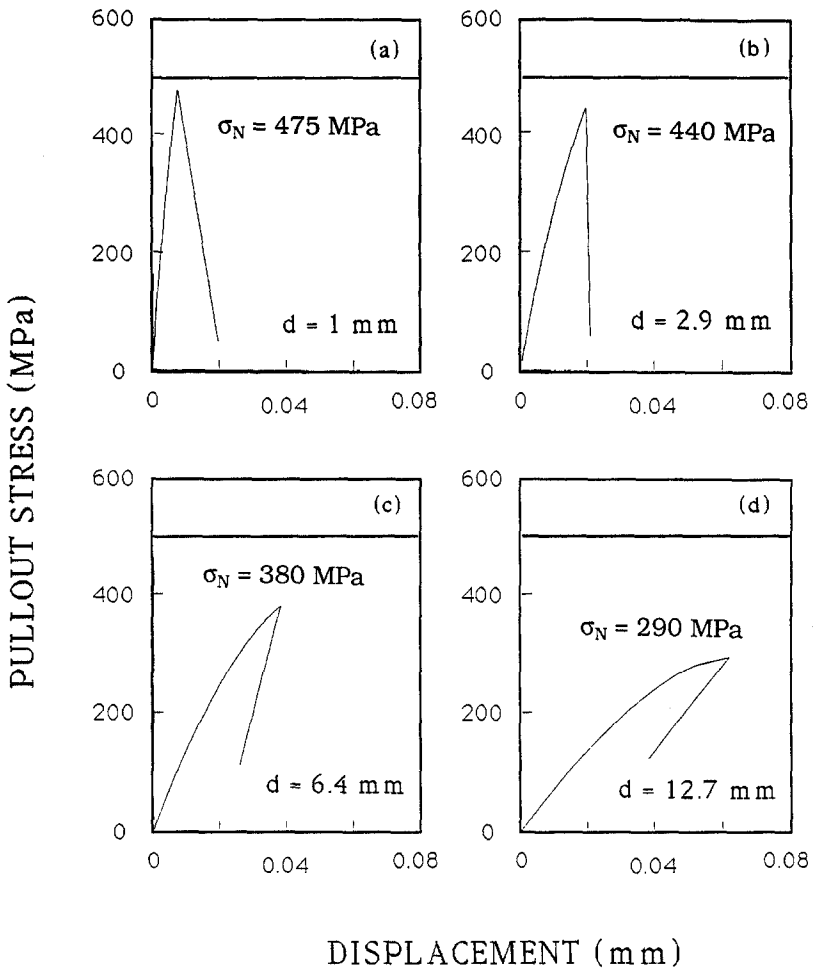 PULLOUT STRESS (MPa)
600
(a)
400
σN = 475 MPa
200
d = 1 mm
0
0
0.04
0.08
600
(b)
400
σN = 440 MPa
200
d = 2.9 mm
0
0
0.04
0.08
600
(c)
400
σN = 380 MPa
200
d = 6.4 mm
0
0
0.04
0.08
600
(d)
400
σN = 290 MPa
200
d = 12.7 mm
0
0
0.04
0.08
DISPLACEMENT (mm)